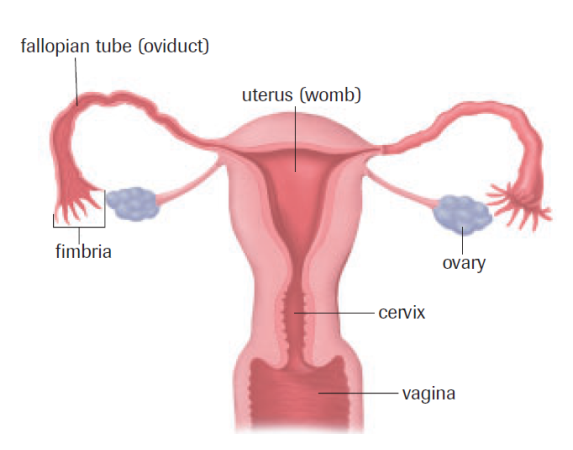 fallopian tube (oviduct)
uterus (womb)
fimbria
ovary
cervix
vagina